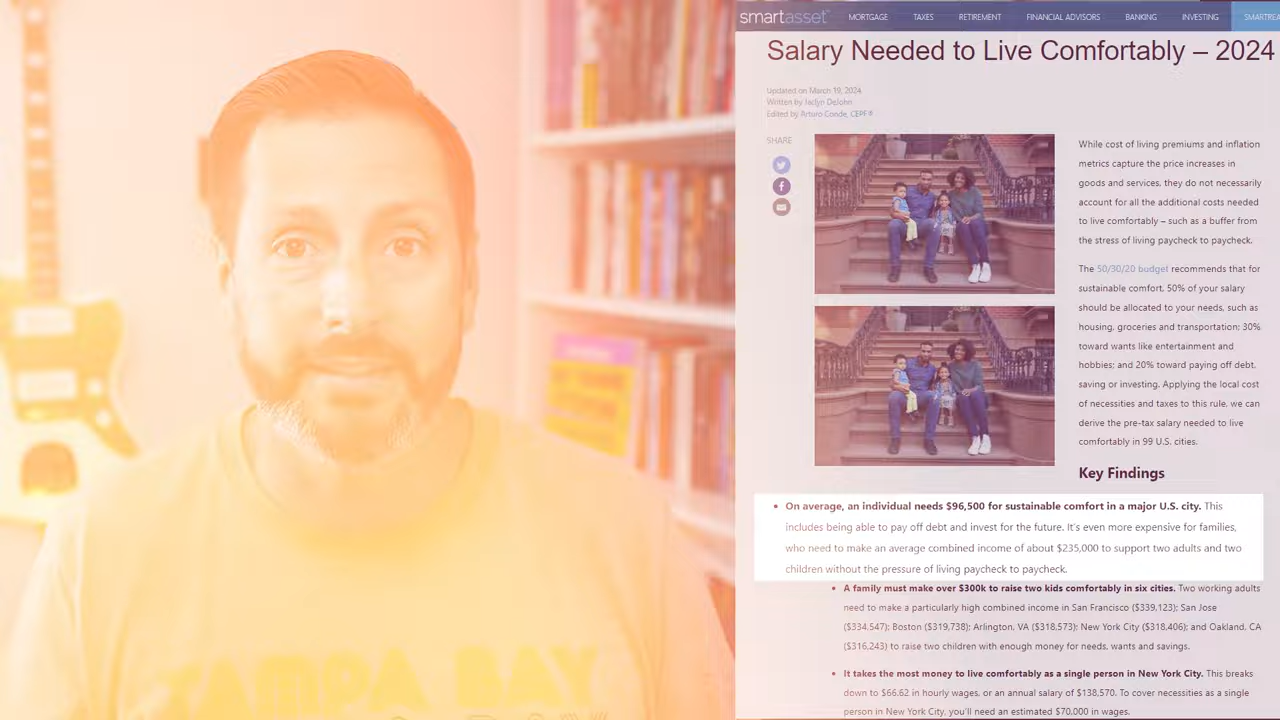 smartasset
MORTGAGE TAXES RETIREMENT FINANCIAL ADVISORS BANKING INVESTING
Salary Needed to Live Comfortably – 2024
Updated on March 19, 2024
Written by Jaclyn DeJohn
Edited by Arturo Conde, CEPF®
SHARE
While cost of living premiums and inflation
metrics capture the price increases in
goods and services, they do not necessarily
account for all the additional costs needed
to live comfortably – such as a buffer from
the stress of living paycheck to paycheck.
The 50/30/20 budget recommends that for
sustainable comfort, 50% of your salary
should be allocated to your needs, such as
housing, groceries and transportation; 30%
toward wants like entertainment and
hobbies; and 20% toward paying off debt,
saving or investing. Applying the local cost
of necessities and taxes to this rule, we can
derive the pre-tax salary needed to live
comfortably in 99 U.S. cities.
Key Findings
• On average, an individual needs $96,500 for sustainable comfort in a major U.S. city. This
includes being able to pay off debt and invest for the future. It's even more expensive for families,
who need to make an average combined income of about $235,000 to support two adults and two
children without the pressure of living paycheck to paycheck.
• A family must make over $300k to raise two kids comfortably in six cities. Two working adults
need to make a particularly high combined income in San Francisco ($339,123); San Jose
($334,547); Boston ($319,738); Arlington, VA ($318,573); New York City ($318,406); and Oakland, CA
($316,243) to raise two children with enough money for needs, wants and savings.
• It takes the most money to live comfortably as a single person in New York City. This breaks
down to $66.62 in hourly wages, or an annual salary of $138,570. To cover necessities as a single
person in New York City, you'll need an estimated $70,000 in wages.
BAY